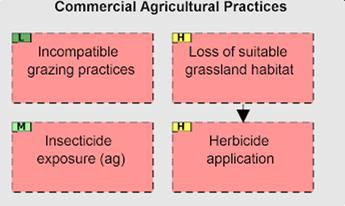 Commercial Agricultural Practices
L
Incompatible
grazing practices
H
Loss of suitable
grassland habitat
M
Insecticide
exposure (ag)
H
Herbicide
application